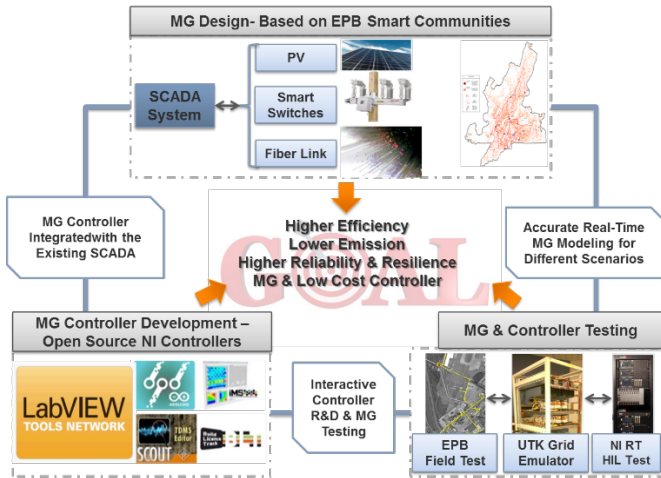 MG Design- Based on EPB Smart Communities
PV
SCADA
System
Smart
Switches
Fiber Link
MG Controller
Integratedwith the
Existing SCADA
Higher Efficiency
Lower Emission
Higher Reliability & Resilience
MG & Low Cost Controller
GOAL
Accurate Real-Time
MG Modeling for
Different Scenarios
MG Controller Development –
Open Source NI Controllers
MG & Controller Testing
LabVIEW
TOOLS NETWORK
ARDUINO
TDMS
Editor
SCOUT
Interactive
Controller
R&D & MG
Testing
EPB
Field Test
UTK Grid
Emulator
NI RT
HIL Test